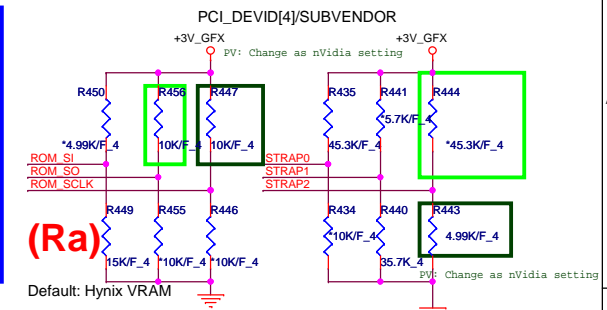 PCI_DEVID[4]/SUBVENDOR
+3V_GFX +3V_GFX
PV: Change as nVidia setting
R450 R456 R447 R435 R441 R444
*5.7K/F_4
*4.99K/F_4 10K/F_4 10K/F_4 45.3K/F_4 *45.3K/F_4
ROM_SI STRAP0
ROM_SO STRAP1
ROM_SCLK STRAP2
R449 R455 R446 R434 R440 R443
(Ra) *10K/F_4 4.99K/F_4
15K/F_4 *10K/F_4 *10K/F_4 35.7K_4
PV: Change as nVidia setting
Default: Hynix VRAM